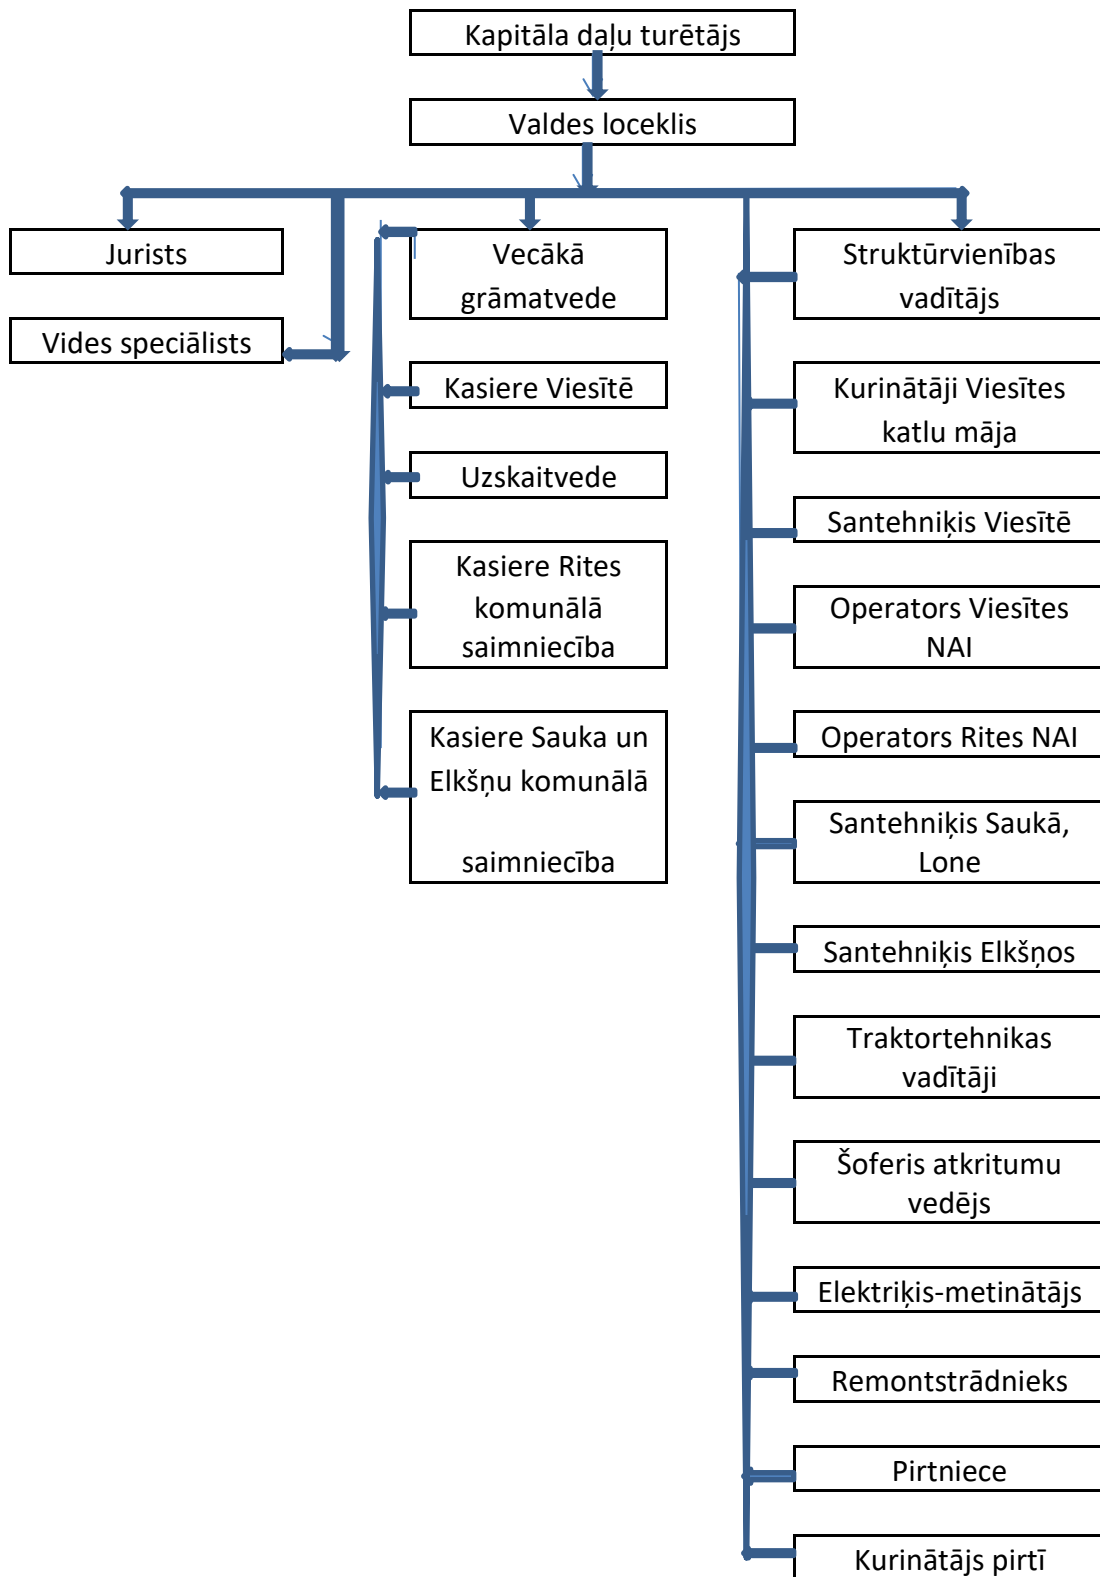 Kapitāla daļu turētājs
Valdes loceklis
Jurists
Vides speciālists
Vecākā
grāmatvede
Kasiere Viesītē
Uzskaitvede
Kasiere Rites
komunālā
saimniecība
Kasiere Sauka un
Elkšņu komunālā
saimniecība
Struktūrvienības
vadītājs
Kurinātāji Viesītes
katlu māja
Santehniķis Viesītē
Operators Viesītes
NAI
Operators Rites NAI
Santehniķis Saukā,
Lone
Santehniķis Elkšņos
Traktortehnikas
vadītāji
Šoferis atkritumu
vedējs
Elektriķis-metinātājs
Remontstrādnieks
Pirtniece
Kurinātājs pirtī